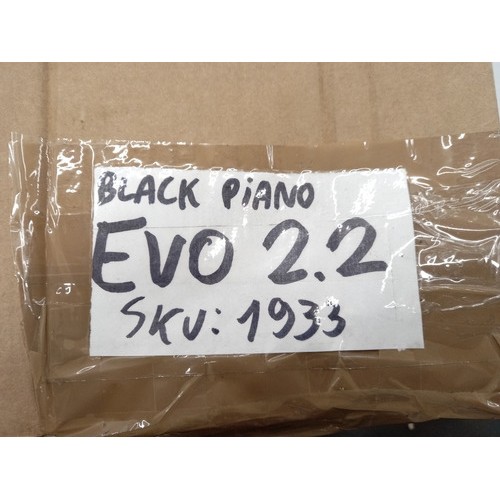 BLACK PiANO
EVO 2.2
SKU: 1933